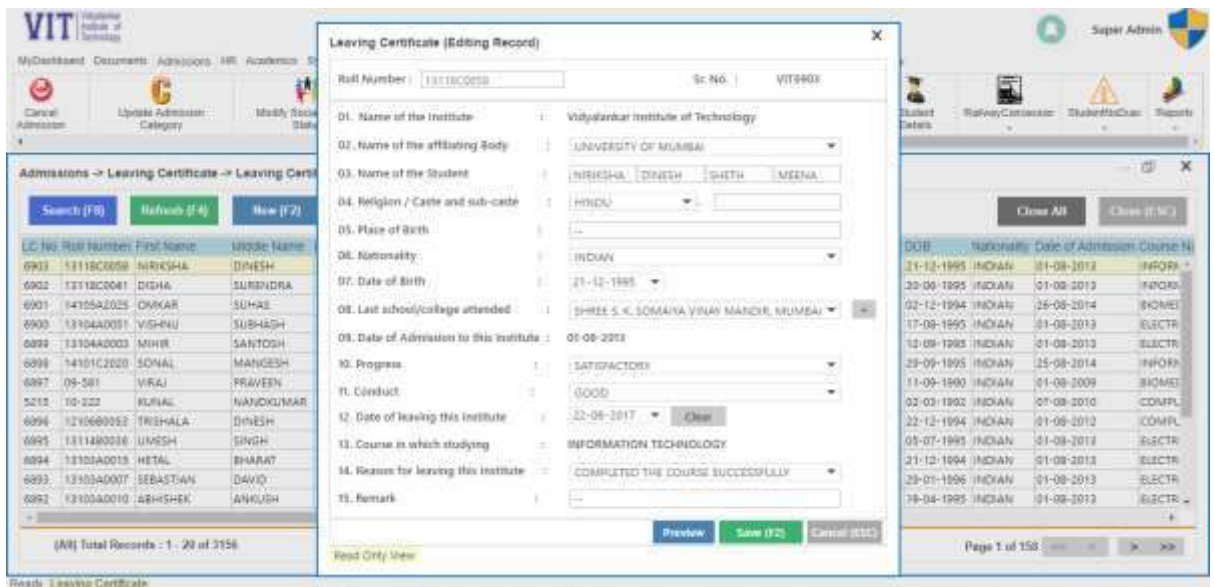 VIT Vidyalankar Institute of Technology
Super Admin
MyDashboard Documents Admissions HR Academics
Cancel Admission
Update Admission Category
Modify
Student Details
RailwayConcession
StudentNoDues
Reports
Admissions -> Leaving Certificate ->
Search (F8) Refresh (F4) New (F2) Close All Close (ESC)
LC No Roll Number First Name Middle Name DOB Nationality Date of Admission
6903 13118C0058 NIRIKSHA DINESH 21-12-1995 INDIAN 01-08-2013
6902 DISHA SURENDRA INDIAN 01-08-2013
6901 14105A2025 OMKAR SUHAS 02-12-1994 INDIAN 26-08-2014
6900 13104A0051 VISHNU SUBHASH 17-08-1995 INDIAN 01-08-2013
6899 13104A0003 MIHIR SANTOSH 12-09-1995 INDIAN 01-08-2013
6898 14101C2020 SONAL MANGESH 29-09-1995 INDIAN 25-08-2014
6897 09-581 VIRAJ PRAVEEN 11-09-1990 INDIAN 01-08-2009
5215 10-222 KUNAL NANDKUMAR 02-03-1992 INDIAN 07-08-2010
6896 TRISHALA DINESH 22-12-1994 INDIAN 01-08-2012
6895 UMESH SINGH 05-07-1995 INDIAN 01-08-2013
6894 13103A0015 HETAL BHARAT 21-12-1994 INDIAN 01-08-2013
6893 13103A0007 SEBASTIAN DAVID 29-01-1996 INDIAN 01-08-2013
6892 13103A0010 ABHISHEK ANKUSH 19-04-1995 INDIAN 01-08-2013
(All) Total Records : 1 - 20 of 3156
Page 1 of 158
Ready Leaving Certificate
Leaving Certificate (Editing Record) X
Roll Number : 13118C0058 Sr. No. : VIT6903
01. Name of the Institute : Vidyalankar Institute of Technology
02. Name of the affiliating Body : UNIVERSITY OF MUMBAI
03. Name of the Student : NIRIKSHA DINESH SHETH MEENA
04. Religion / Caste and sub-caste : HINDU -
05. Place of Birth : --
06. Nationality : INDIAN
07. Date of Birth : 21-12-1995
08. Last school/college attended : SHREE S. K. SOMAIYA VINAY MANDIR, MUMBAI
09. Date of Admission to this Institute : 01-08-2013
10. Progress : SATISFACTORY
11. Conduct : GOOD
12. Date of leaving this institute : 22-06-2017 Clear
13. Course in which studying : INFORMATION TECHNOLOGY
14. Reason for leaving this institute : COMPLETED THE COURSE SUCCESSFULLY
15. Remark : --
Preview Save (F2) Cancel (ESC)
Read Only View